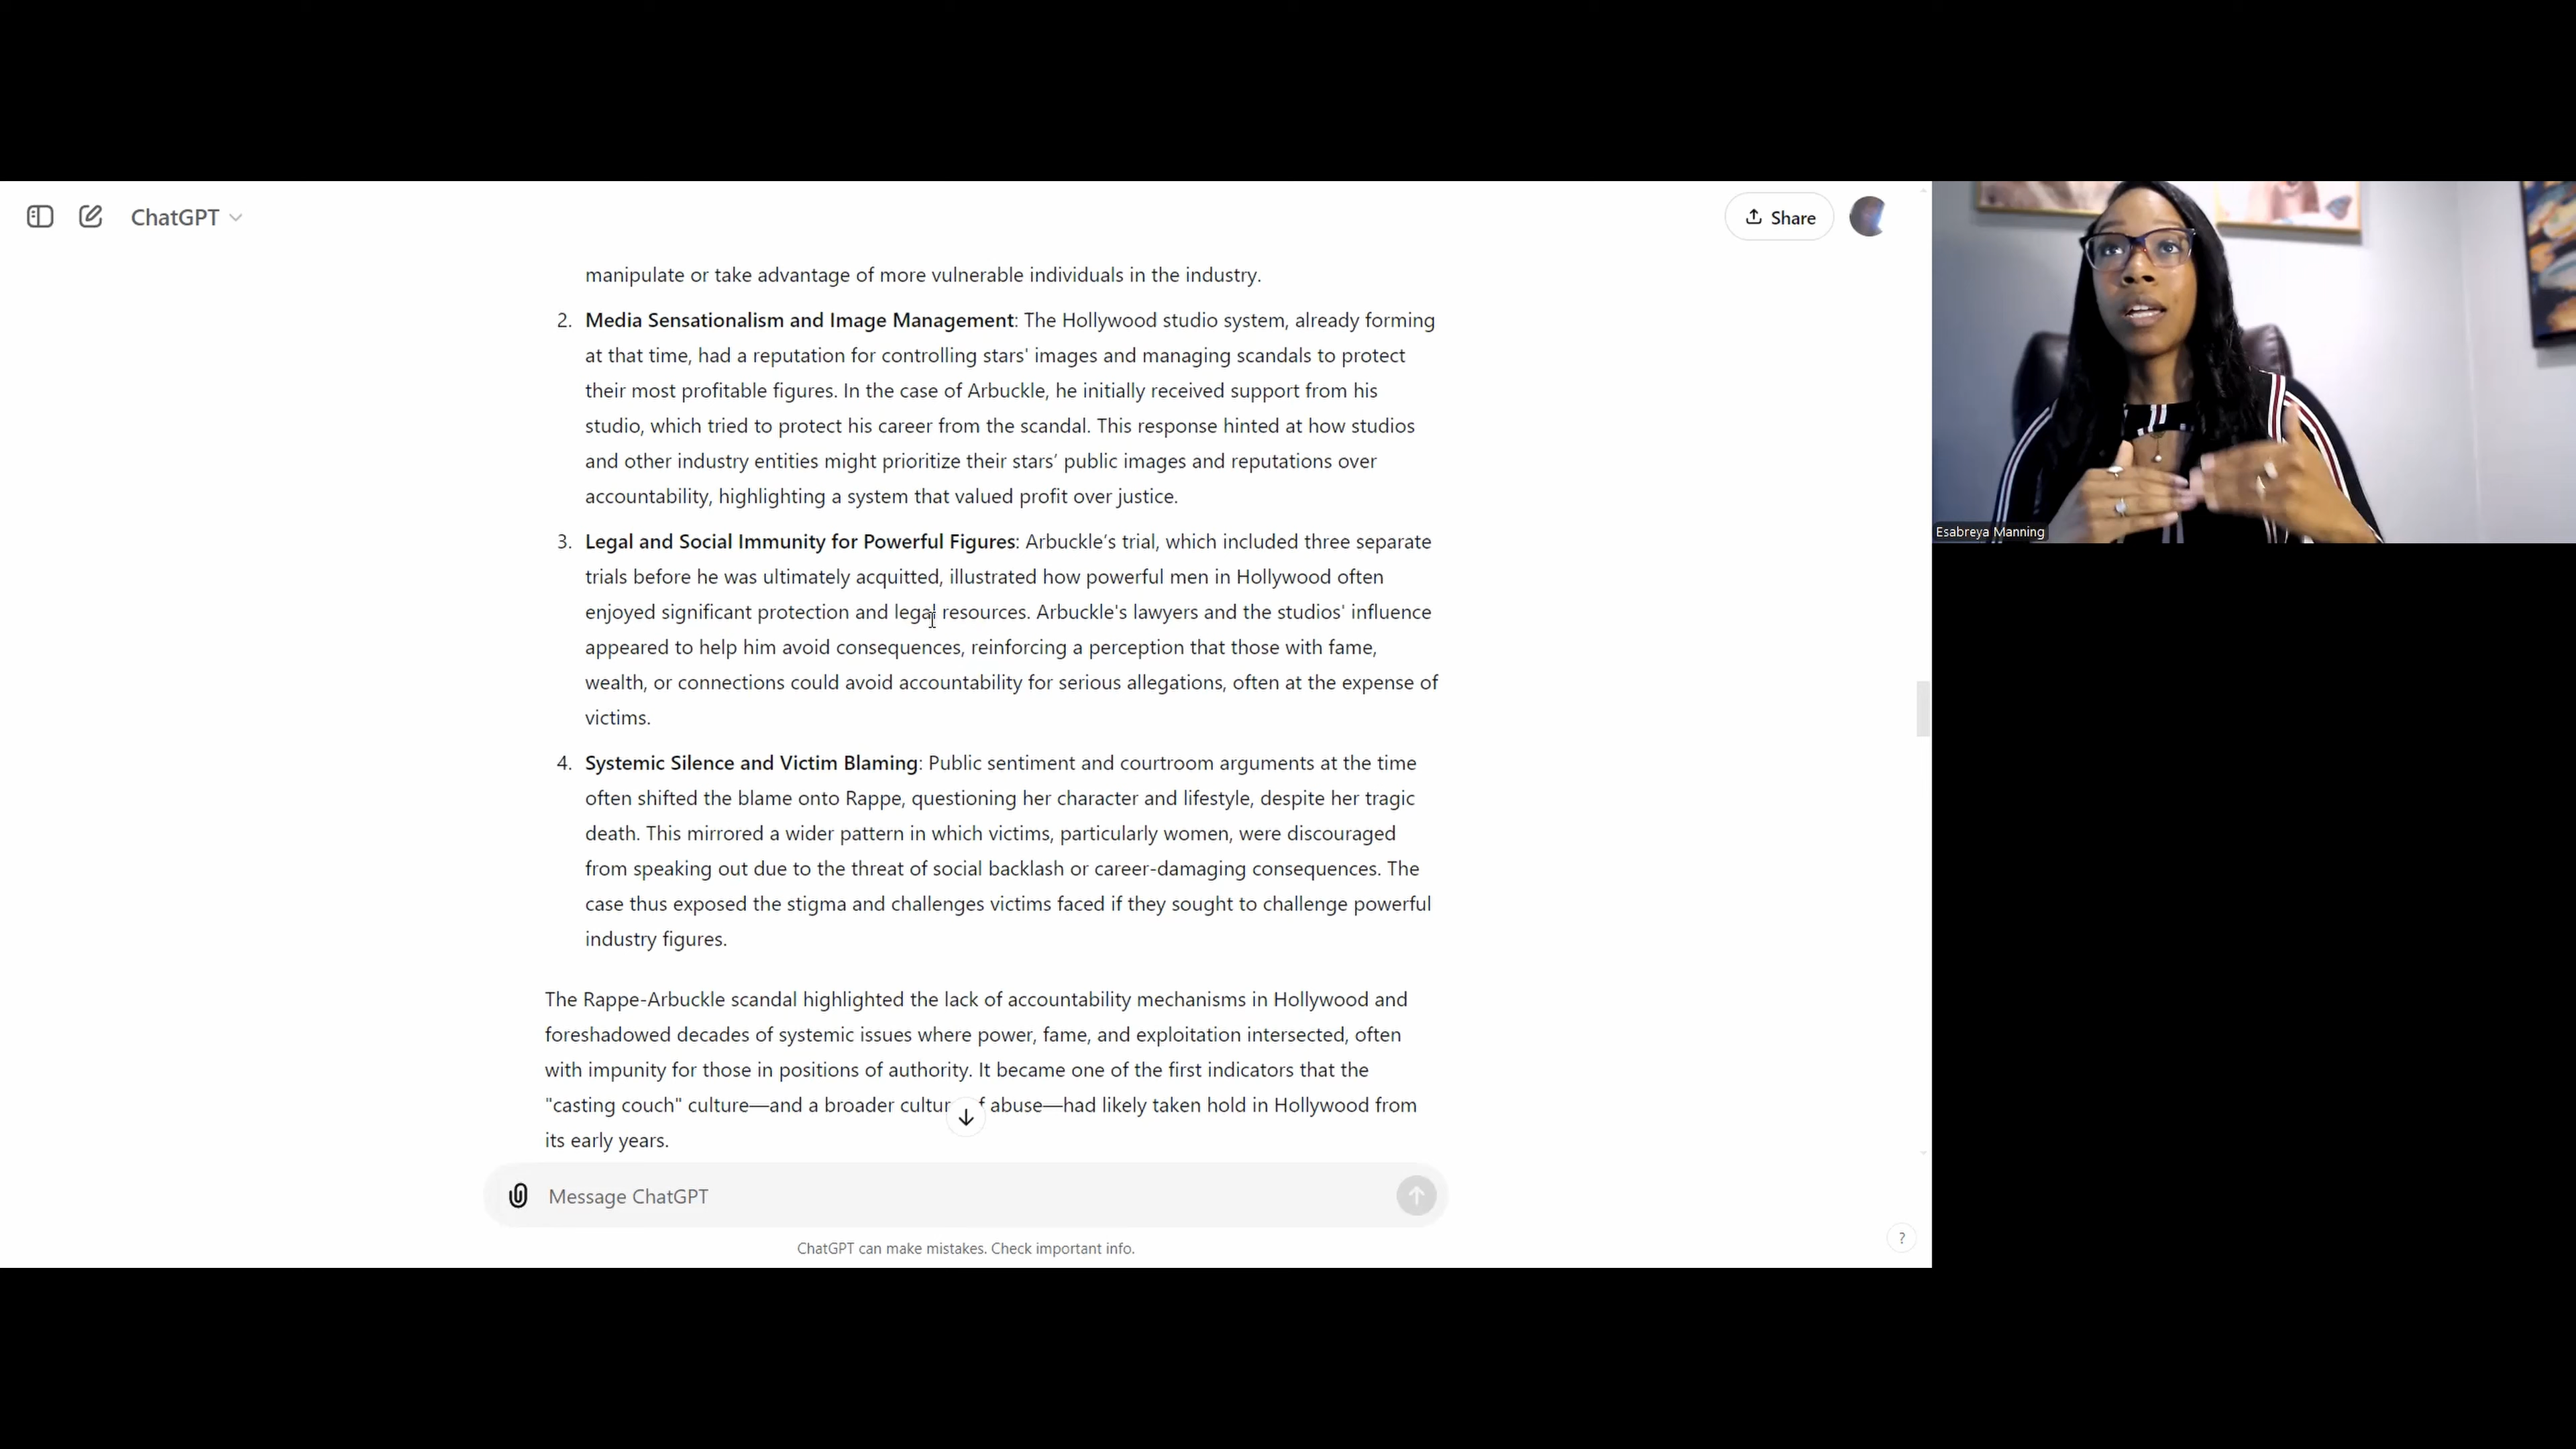 ChatGPT
Share
manipulate or take advantage of more vulnerable individuals in the industry.
2. Media Sensationalism and Image Management: The Hollywood studio system, already forming
at that time, had a reputation for controlling stars' images and managing scandals to protect
their most profitable figures. In the case of Arbuckle, he initially received support from his
studio, which tried to protect his career from the scandal. This response hinted at how studios
and other industry entities might prioritize their stars’ public images and reputations over
accountability, highlighting a system that valued profit over justice.
3. Legal and Social Immunity for Powerful Figures: Arbuckle’s trial, which included three separate
trials before he was ultimately acquitted, illustrated how powerful men in Hollywood often
enjoyed significant protection and legal resources. Arbuckle's lawyers and the studios' influence
appeared to help him avoid consequences, reinforcing a perception that those with fame,
wealth, or connections could avoid accountability for serious allegations, often at the expense of
victims.
4. Systemic Silence and Victim Blaming: Public sentiment and courtroom arguments at the time
often shifted the blame onto Rappe, questioning her character and lifestyle, despite her tragic
death. This mirrored a wider pattern in which victims, particularly women, were discouraged
from speaking out due to the threat of social backlash or career-damaging consequences. The
case thus exposed the stigma and challenges victims faced if they sought to challenge powerful
industry figures.
The Rappe-Arbuckle scandal highlighted the lack of accountability mechanisms in Hollywood and
foreshadowed decades of systemic issues where power, fame, and exploitation intersected, often
with impunity for those in positions of authority. It became one of the first indicators that the
"casting couch" culture—and a broader culture of abuse—had likely taken hold in Hollywood from
its early years.
Message ChatGPT
ChatGPT can make mistakes. Check important info.
?
Esabreya Manning